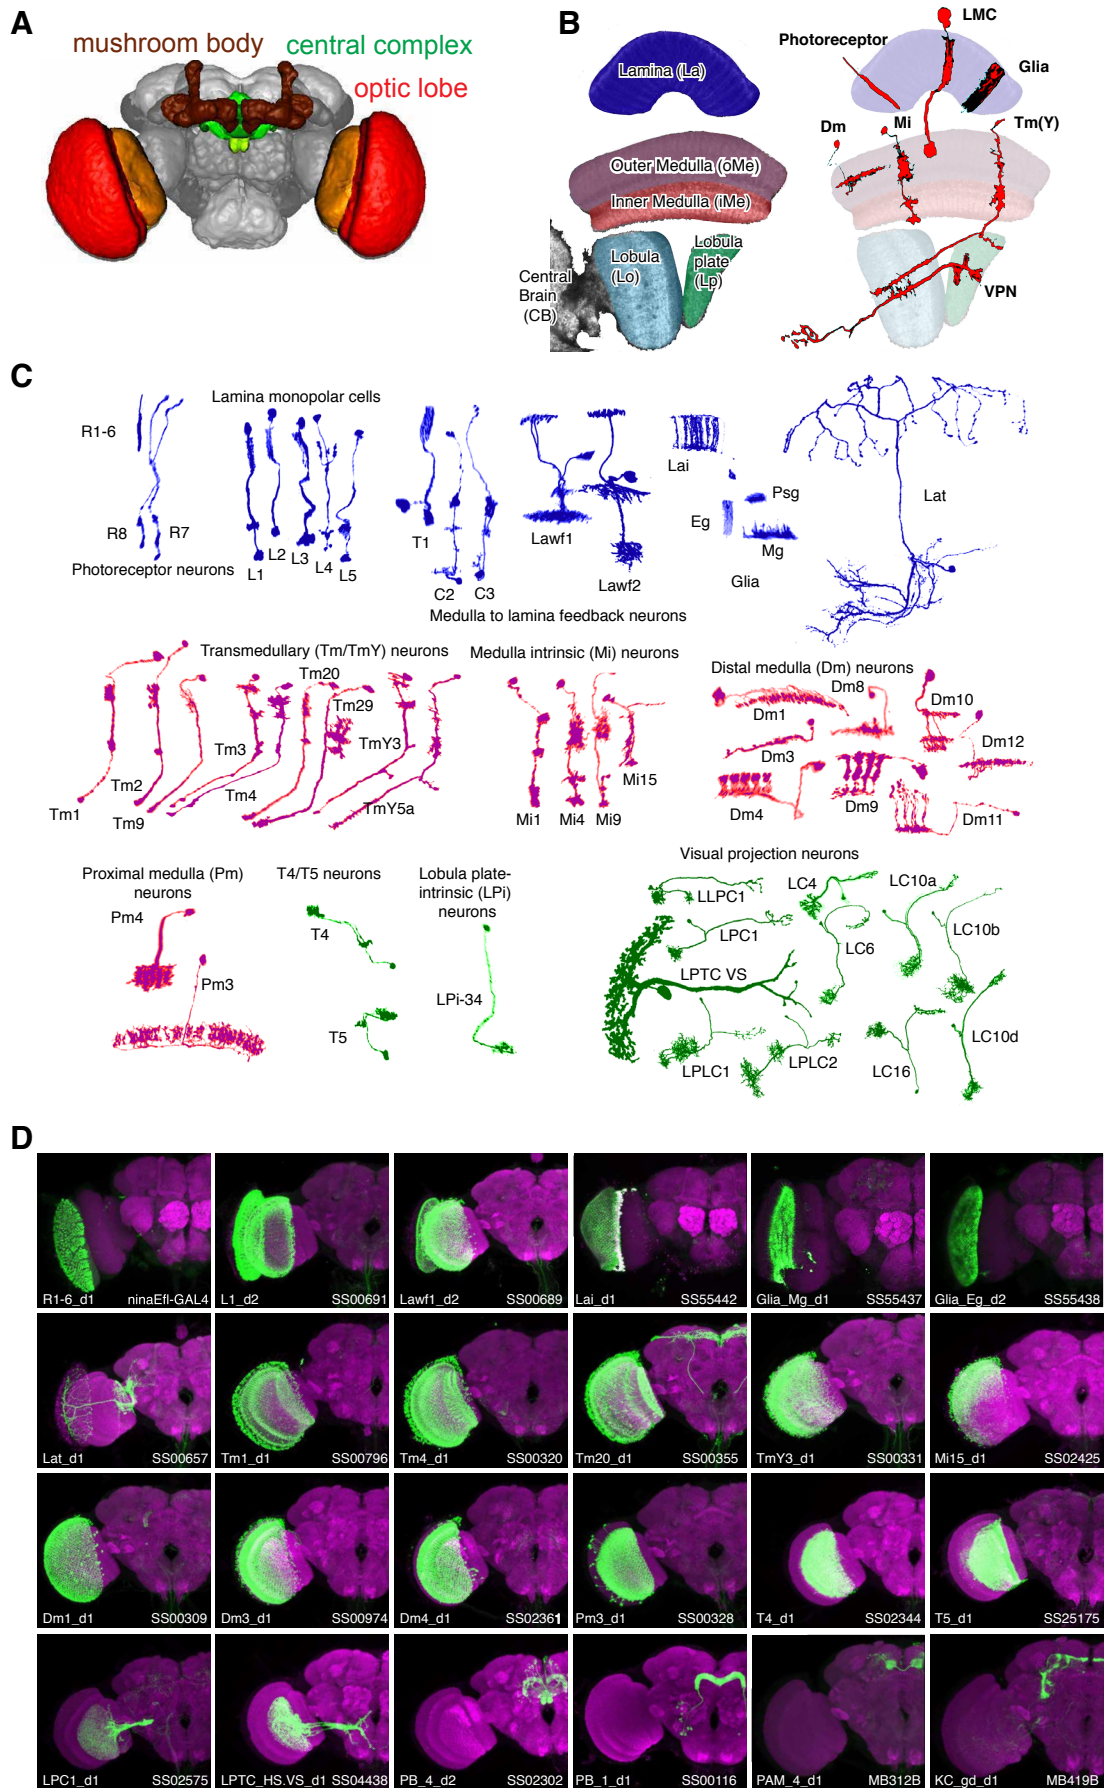 A
mushroom body
central complex
optic lobe
B
LMC
Photoreceptor
Glia
Lamina (La)
Dm
Mi
Tm(Y)
Outer Medulla (oMe)
Inner Medulla (iMe)
Lobula
(Lo)
Lobula
plate
(Lp)
Central
Brain
(CB)
VPN
C
Lamina monopolar cells
R1-6
R8
R7
Photoreceptor neurons
L1
L2
L3
L4
L5
T1
C2
C3
Lawf1
Lawf2
Medulla to lamina feedback neurons
Lai
Eg
Psg
Mg
Glia
Lat
Transmedullary (Tm/TmY) neurons
Tm1
Tm2
Tm9
Tm3
Tm4
Tm20
Tm29
TmY3
TmY5a
Medulla intrinsic (Mi) neurons
Mi1
Mi4
Mi9
Mi15
Distal medulla (Dm) neurons
Dm8
Dm1
Dm10
Dm3
Dm12
Dm4
Dm9
Dm11
Proximal medulla (Pm)
neurons
Pm4
Pm3
T4/T5 neurons
T4
T5
Lobula plate-
intrinsic (LPi)
neurons
LPi-34
Visual projection neurons
LLPC1
LC4
LC10a
LPC1
LC6
LC10b
LPTC VS
LPLC1
LPLC2
LC16
LC10d
D
R1-6_d1 ninaEfl-GAL4
L1_d2 SS00691
Lawf1_d2 SS00689
Lai_d1 SS55442
Glia_Mg_d1 SS55437
Glia_Eg_d2 SS55438
Lat_d1 SS00657
Tm1_d1 SS00796
Tm4_d1 SS00320
Tm20_d1 SS00355
TmY3_d1 SS00331
Mi15_d1 SS02425
Dm1_d1 SS00309
Dm3_d1 SS00974
Dm4_d1 SS02361
Pm3_d1 SS00328
T4_d1 SS02344
T5_d1 SS25175
LPC1_d1 SS02575
LPTC_HS.VS_d1 SS04438
PB_4_d2 SS02302
PB_1_d1 SS00116
PAM_4_d1 MB312B
KC_gd_d1 MB419B